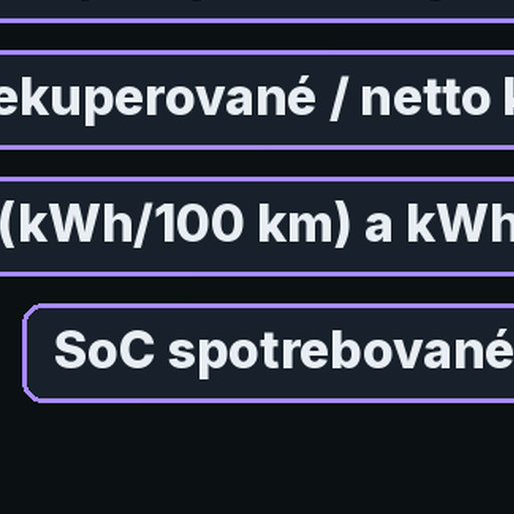 ekuperované / netto
(kWh/100 km) a kWh
SoC spotrebované